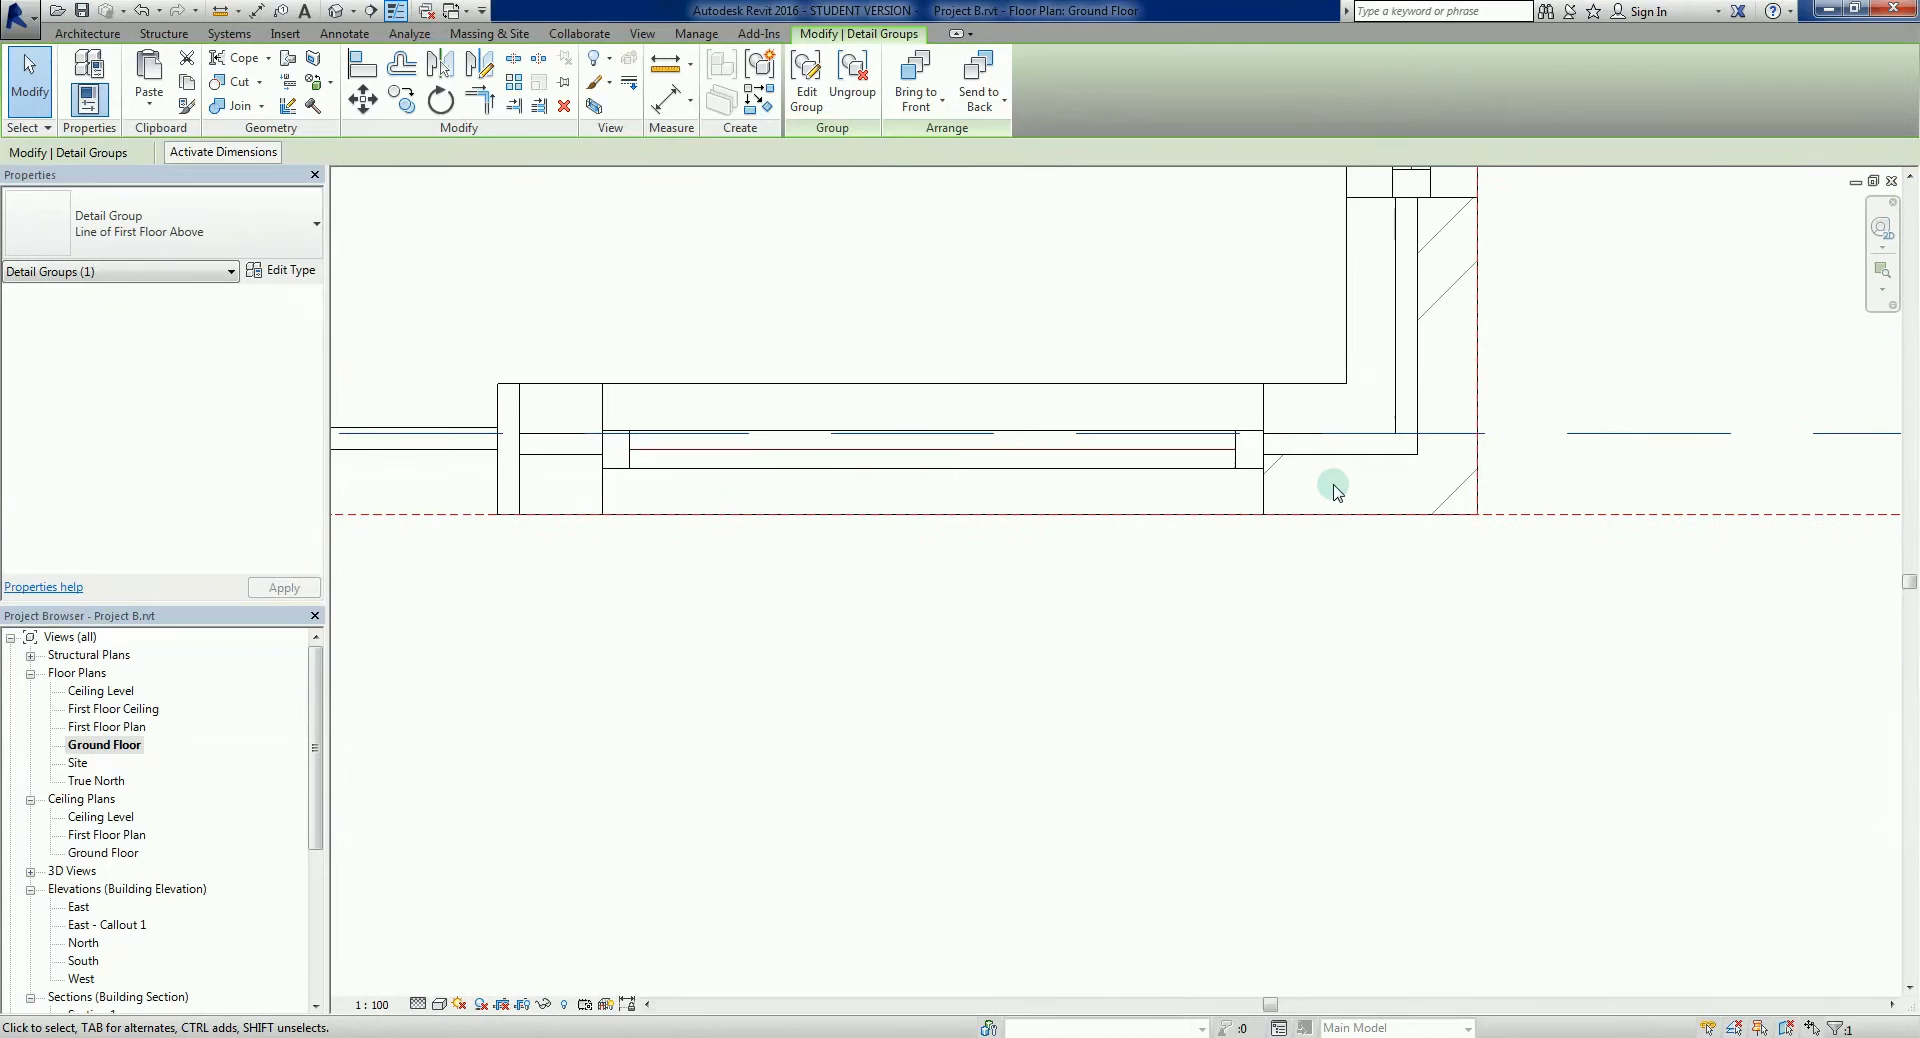 Autodesk Revit 2016 - STUDENT VERSION - Project B.rvt - Floor Plan: Ground Floor
Type a keyword or phrase
Sign In
Architecture Structure Systems Insert Annotate Analyze Massing & Site Collaborate View Manage Add-Ins Modify | Detail Groups
Modify
Paste
Cope
Cut
Join
Edit Group
Ungroup
Bring to Front
Send to Back
Select Properties Clipboard Geometry Modify View Measure Create Group Arrange
Modify | Detail Groups
Activate Dimensions
Properties
Detail Group
Line of First Floor Above
Detail Groups (1)
Edit Type
Properties help
Apply
Project Browser - Project B.rvt
Views (all)
Structural Plans
Floor Plans
Ceiling Level
First Floor Ceiling
First Floor Plan
Ground Floor
Site
True North
Ceiling Plans
Ceiling Level
First Floor Plan
Ground Floor
3D Views
Elevations (Building Elevation)
East
East - Callout 1
North
South
West
Sections (Building Section)
2D
1 : 100
Click to select, TAB for alternates, CTRL adds, SHIFT unselects.
:0
Main Model
:1